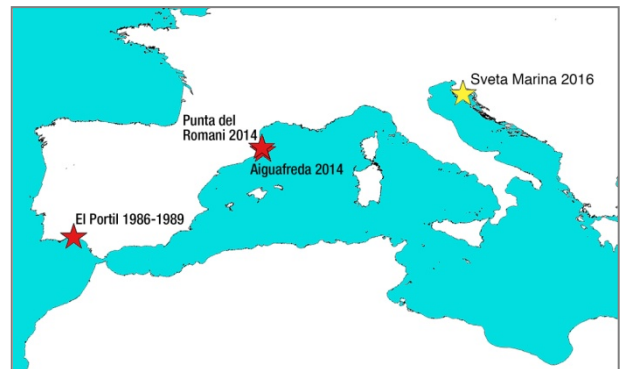 Sveta Marina 2016
Punta del
Romani 2014
Aiguafreda 2014
El Portil 1986-1989